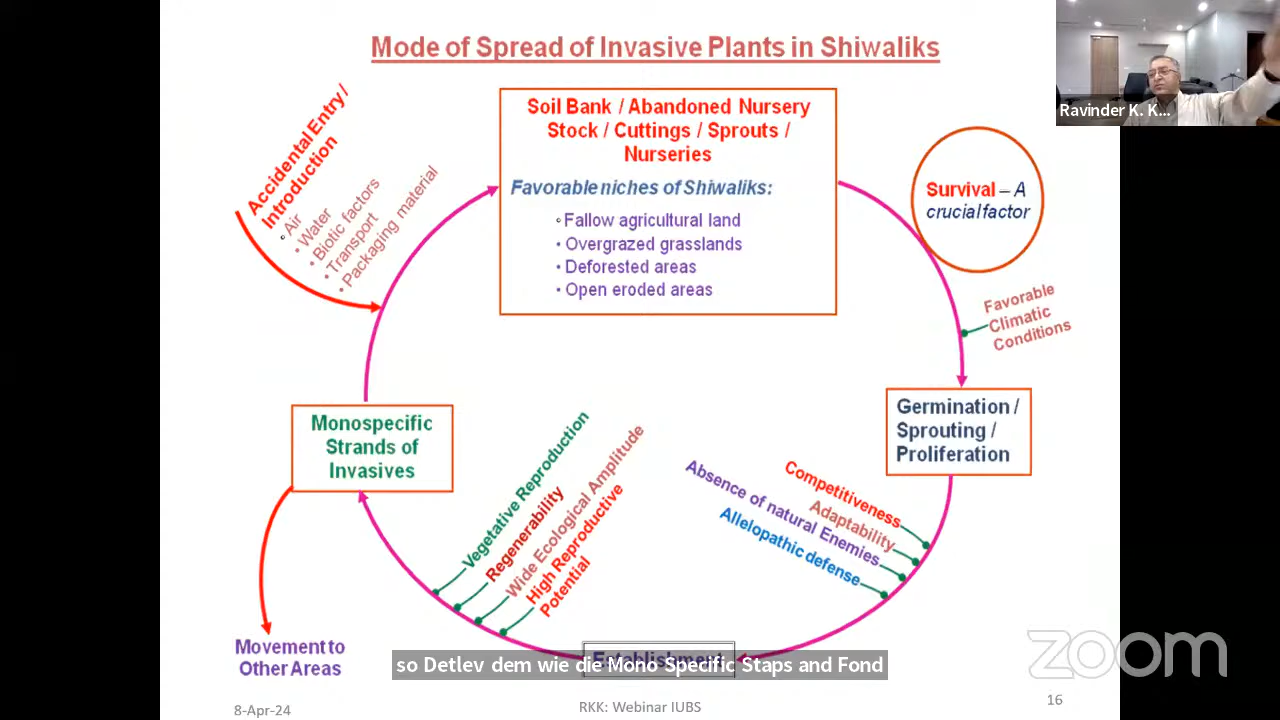 Mode of Spread of Invasive Plants in Shiwaliks
Ravinder K. K...
Accidental Entry /
Introduction
• Air
• Water
• Biotic factors
• Transport
• Packaging material
Soil Bank / Abandoned Nursery
Stock / Cuttings / Sprouts /
Nurseries
Favorable niches of Shiwaliks:
• Fallow agricultural land
• Overgrazed grasslands
• Deforested areas
• Open eroded areas
Survival – A
crucial factor
Favorable
Climatic
Conditions
Germination /
Sprouting /
Proliferation
Competitiveness
Adaptability
Absence of natural Enemies
Allelopathic defense
Establishment
Vegetative Reproduction
Regenerability
Wide Ecological Amplitude
High Reproductive
Potential
Monospecific
Strands of
Invasives
Movement to
Other Areas
so Detlev dem wie die Mono Specific Staps and Fond
zoom
8-Apr-24
RKK: Webinar IUBS
16